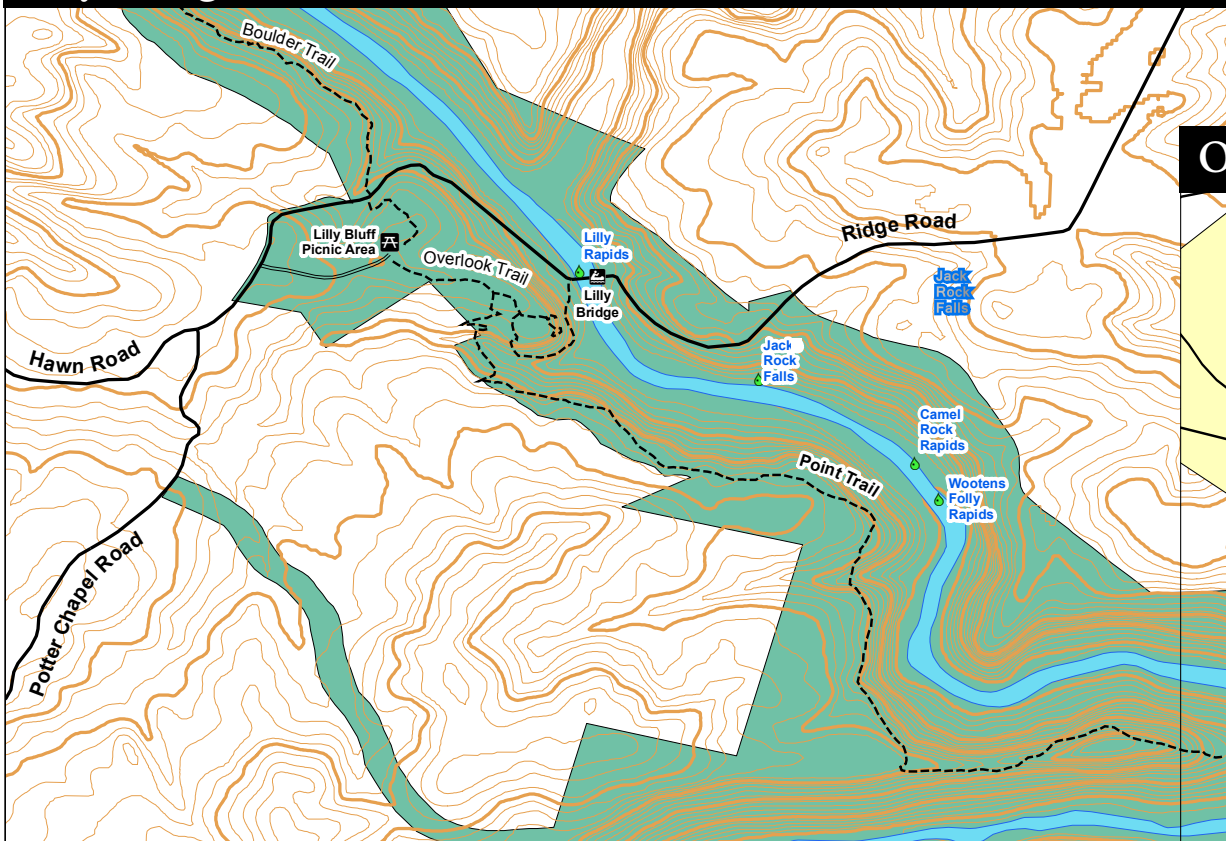 Boulder Trail
Lilly Bluff
Picnic Area
Overlook Trail
Lilly
Rapids
Lilly
Bridge
Ridge Road
Jack
Rock
Falls
Jack
Rock
Falls
Hawn Road
Camel
Rock
Rapids
Point Trail
Wootens
Folly
Rapids
Potter Chapel Road